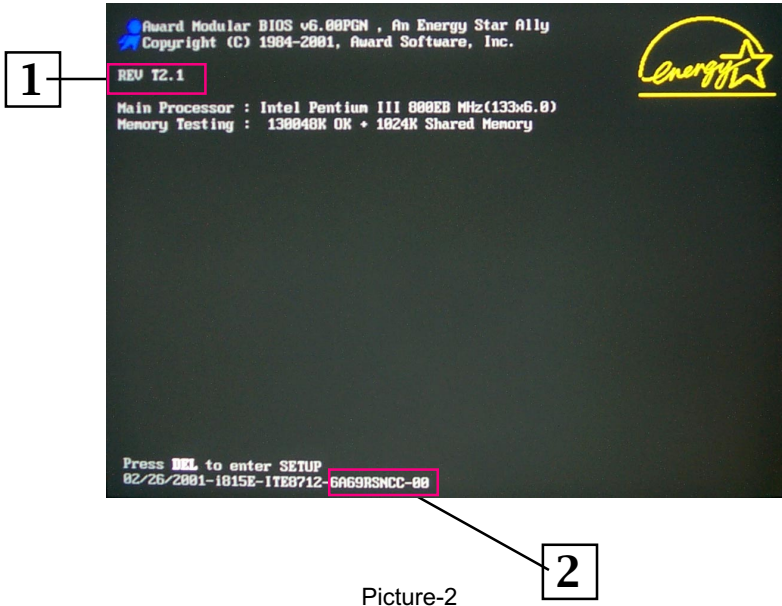 Award Modular BIOS v6.00PGN , An Energy Star Ally
Copyright (C) 1984-2001, Award Software, Inc.
energy
1
REV T2.1
Main Processor : Intel Pentium III 800EB MHz(133x6.0)
Memory Testing :  130048K OK + 1024K Shared Memory
Press DEL to enter SETUP
02/26/2001-i815E-ITE8712-6A69RSNCC-00
2
Picture-2